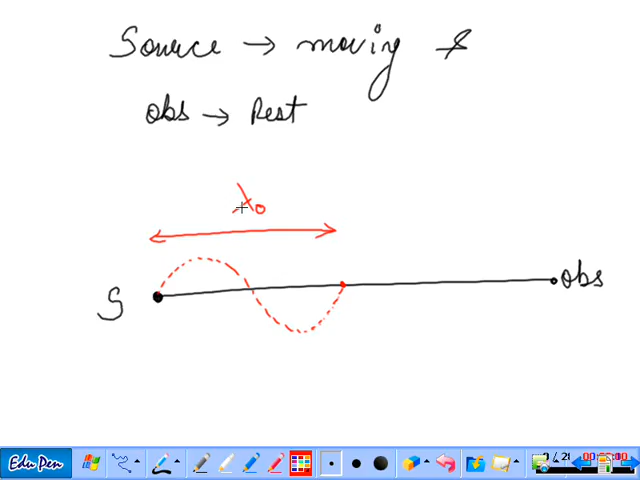 Source → moving &
obs → Rest
λ₀
S
obs
Edu Pen